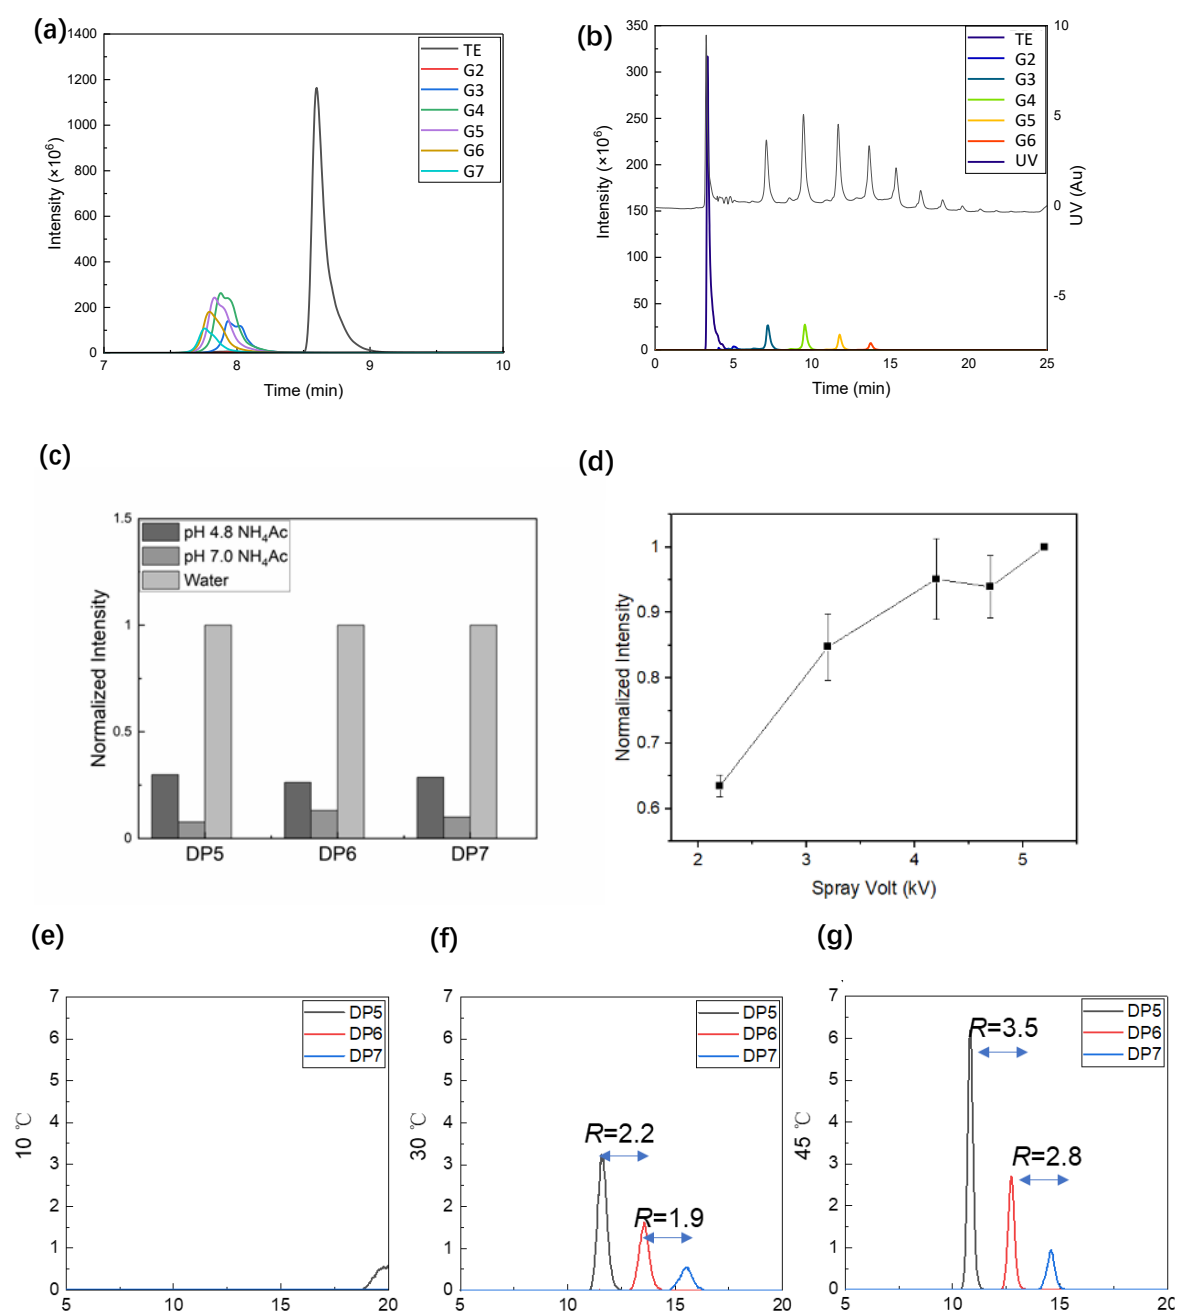 (a)
1400
1200
1000
800
600
400
200
0
Intensity (×10⁶)
TE
G2
G3
G4
G5
G6
G7
7
8
9
10
Time (min)
(b)
350
300
250
200
150
100
50
0
Intensity (×10⁶)
TE
G2
G3
G4
G5
G6
UV
10
5
0
-5
UV (Au)
0
5
10
15
20
25
Time (min)
(c)
1.5
1
0.5
0
Normalized Intensity
pH 4.8 NH₄Ac
pH 7.0 NH₄Ac
Water
DP5
DP6
DP7
(d)
1
0.9
0.8
0.7
0.6
Normalized Intensity
2
3
4
5
Spray Volt (kV)
(e)
7
6
5
4
3
2
1
0
10 ℃
DP5
DP6
DP7
5
10
15
20
(f)
7
6
5
4
3
2
1
0
30 ℃
DP5
DP6
DP7
R=2.2
R=1.9
5
10
15
20
(g)
7
6
5
4
3
2
1
0
45 ℃
DP5
DP6
DP7
R=3.5
R=2.8
5
10
15
20